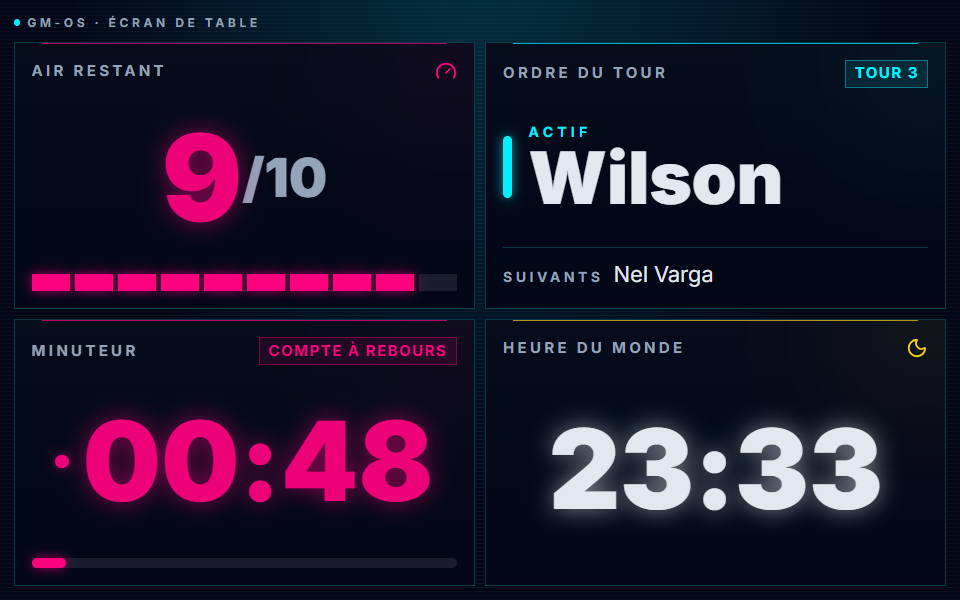 GM-OS · ÉCRAN DE TABLE
AIR RESTANT
9/10
ORDRE DU TOUR
TOUR 3
ACTIF
Wilson
SUIVANTS Nel Varga
MINUTEUR
COMPTE À REBOURS
00:48
HEURE DU MONDE
23:33